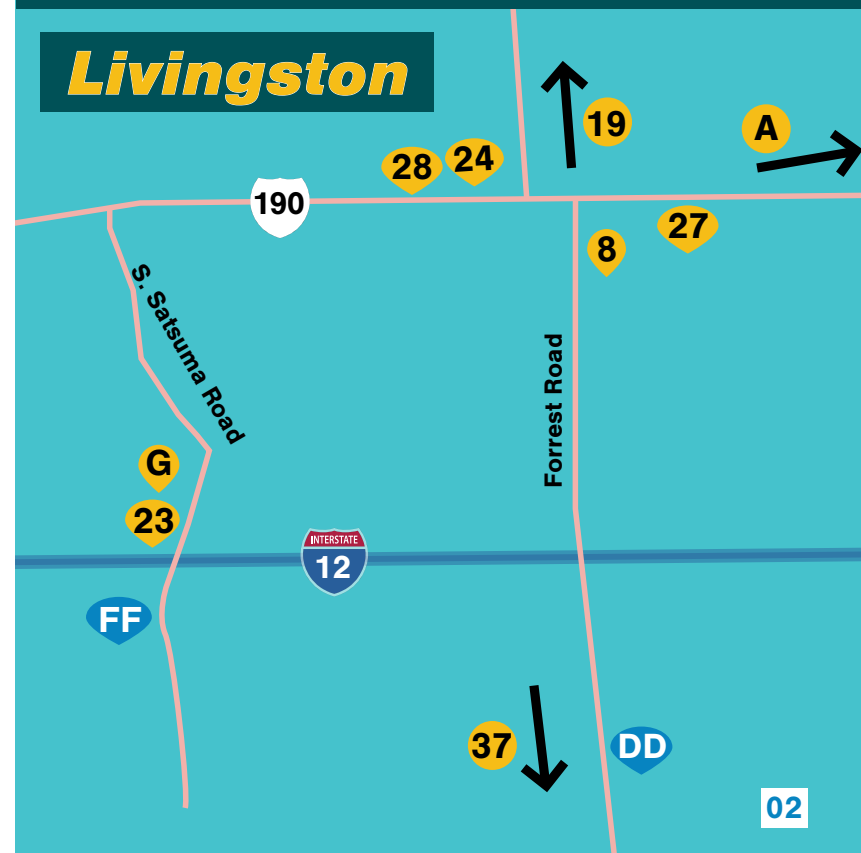 Livingston
19
A
28
24
190
27
8
S. Satsuma Road
Forrest Road
G
23
INTERSTATE
12
FF
37
DD
02